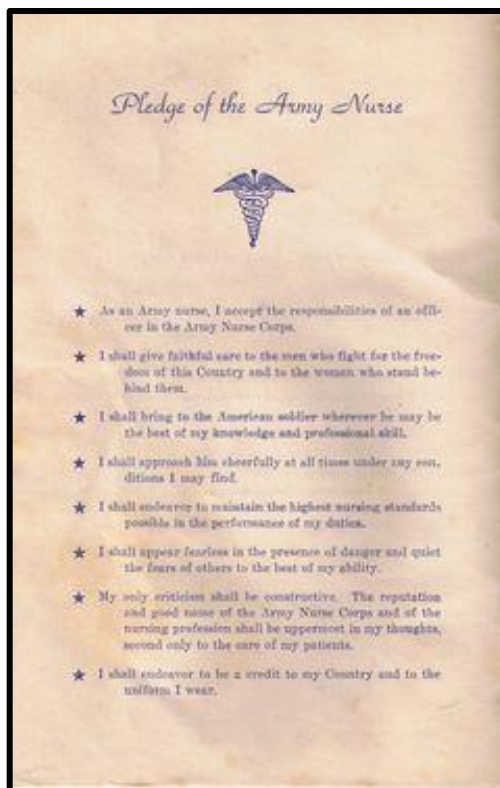 Pledge of the Army Nurse
As an Army nurse, I accept the responsibilities of an offi-
cer in the Army Nurse Corps.
I shall give faithful care to the men who fight for the free-
dom of this Country and to the women who stand be-
hind them.
I shall bring to the American soldier wherever he may be
the best of my knowledge and professional skill.
I shall approach him cheerfully at all times under any con-
ditions I may find.
I shall endeavor to maintain the highest nursing standards
possible in the performance of my duties.
I shall appear fearless in the presence of danger and quiet
the fears of others to the best of my ability.
My only criticism shall be constructive. The reputation
and good name of the Army Nurse Corps and of the
nursing profession shall be uppermost in my thoughts,
second only to the care of my patients.
I shall endeavor to be a credit to my Country and to the
uniform I wear.